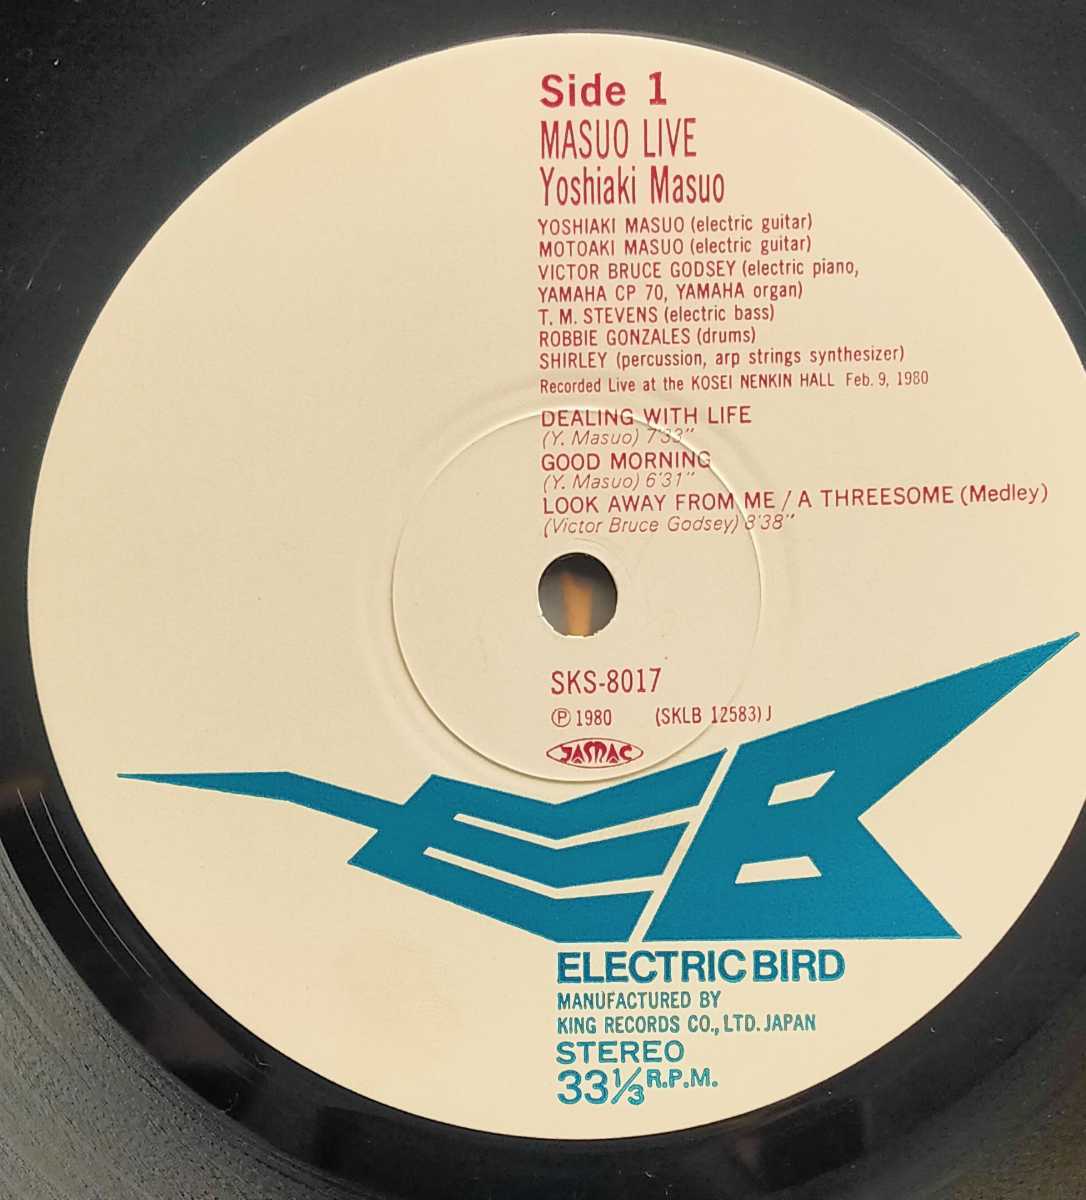 Side 1
MASUO LIVE
Yoshiaki Masuo
YOSHIAKI MASUO (electric guitar)
MOTOAKI MASUO (electric guitar)
VICTOR BRUCE GODSEY (electric piano,
YAMAHA CP 70, YAMAHA organ)
T. M. STEVENS (electric bass)
ROBBIE GONZALES (drums)
SHIRLEY (percussion, arp strings synthesizer)
Recorded Live at the KOSEI NENKIN HALL Feb. 9, 1980
DEALING WITH LIFE
(Y. Masuo) 7'33"
GOOD MORNING
(Y. Masuo) 6'31"
LOOK AWAY FROM ME / A THREESOME (Medley)
(Victor Bruce Godsey) 8'38"
SKS-8017
Ⓟ 1980 (SKLB 12583) J
JASRAC
EB
ELECTRIC BIRD
MANUFACTURED BY
KING RECORDS CO., LTD. JAPAN
STEREO
33 1/3 R.P.M.